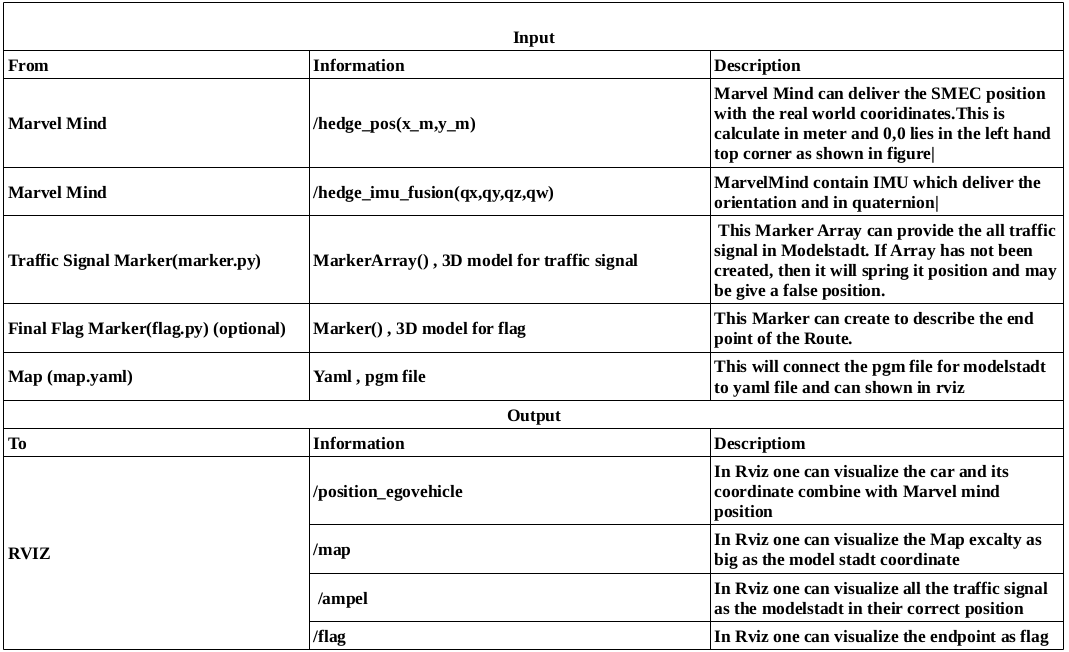 Input
From
Information
Description
Marvel Mind
/hedge_pos(x_m,y_m)
Marvel Mind can deliver the SMEC position
with the real world cooridinates.This is
calculate in meter and 0,0 lies in the left hand
top corner as shown in figure|
Marvel Mind
/hedge_imu_fusion(qx,qy,qz,qw)
MarvelMind contain IMU which deliver the
orientation and in quaternion|
Traffic Signal Marker(marker.py)
MarkerArray() , 3D model for traffic signal
This Marker Array can provide the all traffic
signal in Modelstadt. If Array has not been
created, then it will spring it position and may
be give a false position.
Final Flag Marker(flag.py) (optional)
Marker() , 3D model for flag
This Marker can create to describe the end
point of the Route.
Map (map.yaml)
Yaml , pgm file
This will connect the pgm file for modelstadt
to yaml file and can shown in rviz
Output
To
Information
Descriptiom
RVIZ
/position_egovehicle
In Rviz one can visualize the car and its
coordinate combine with Marvel mind
position
/map
In Rviz one can visualize the Map excalty as
big as the model stadt coordinate
/ampel
In Rviz one can visualize all the traffic signal
as the modelstadt in their correct position
/flag
In Rviz one can visualize the endpoint as flag